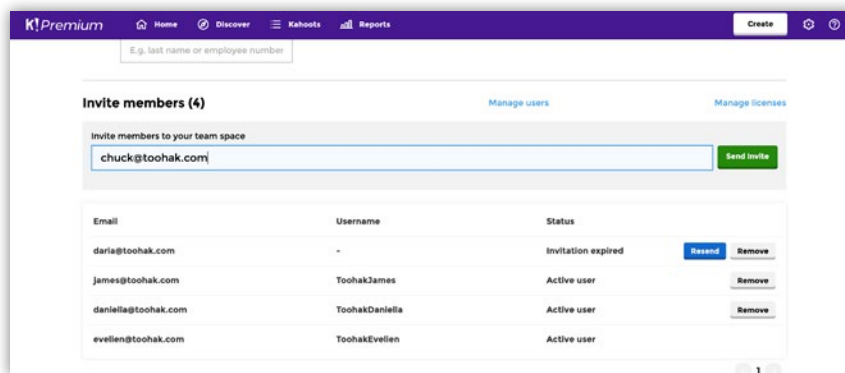 K! Premium Home Discover Kahoots Reports Create
E.g. last name or employee number
Invite members (4) Manage users Manage licenses
Invite members to your team space
chuck@toohak.com Send Invite
Email Username Status
daria@toohak.com - Invitation expired Resend Remove
james@toohak.com ToohakJames Active user Remove
daniella@toohak.com ToohakDaniella Active user Remove
evelien@toohak.com ToohakEvelien Active user
1